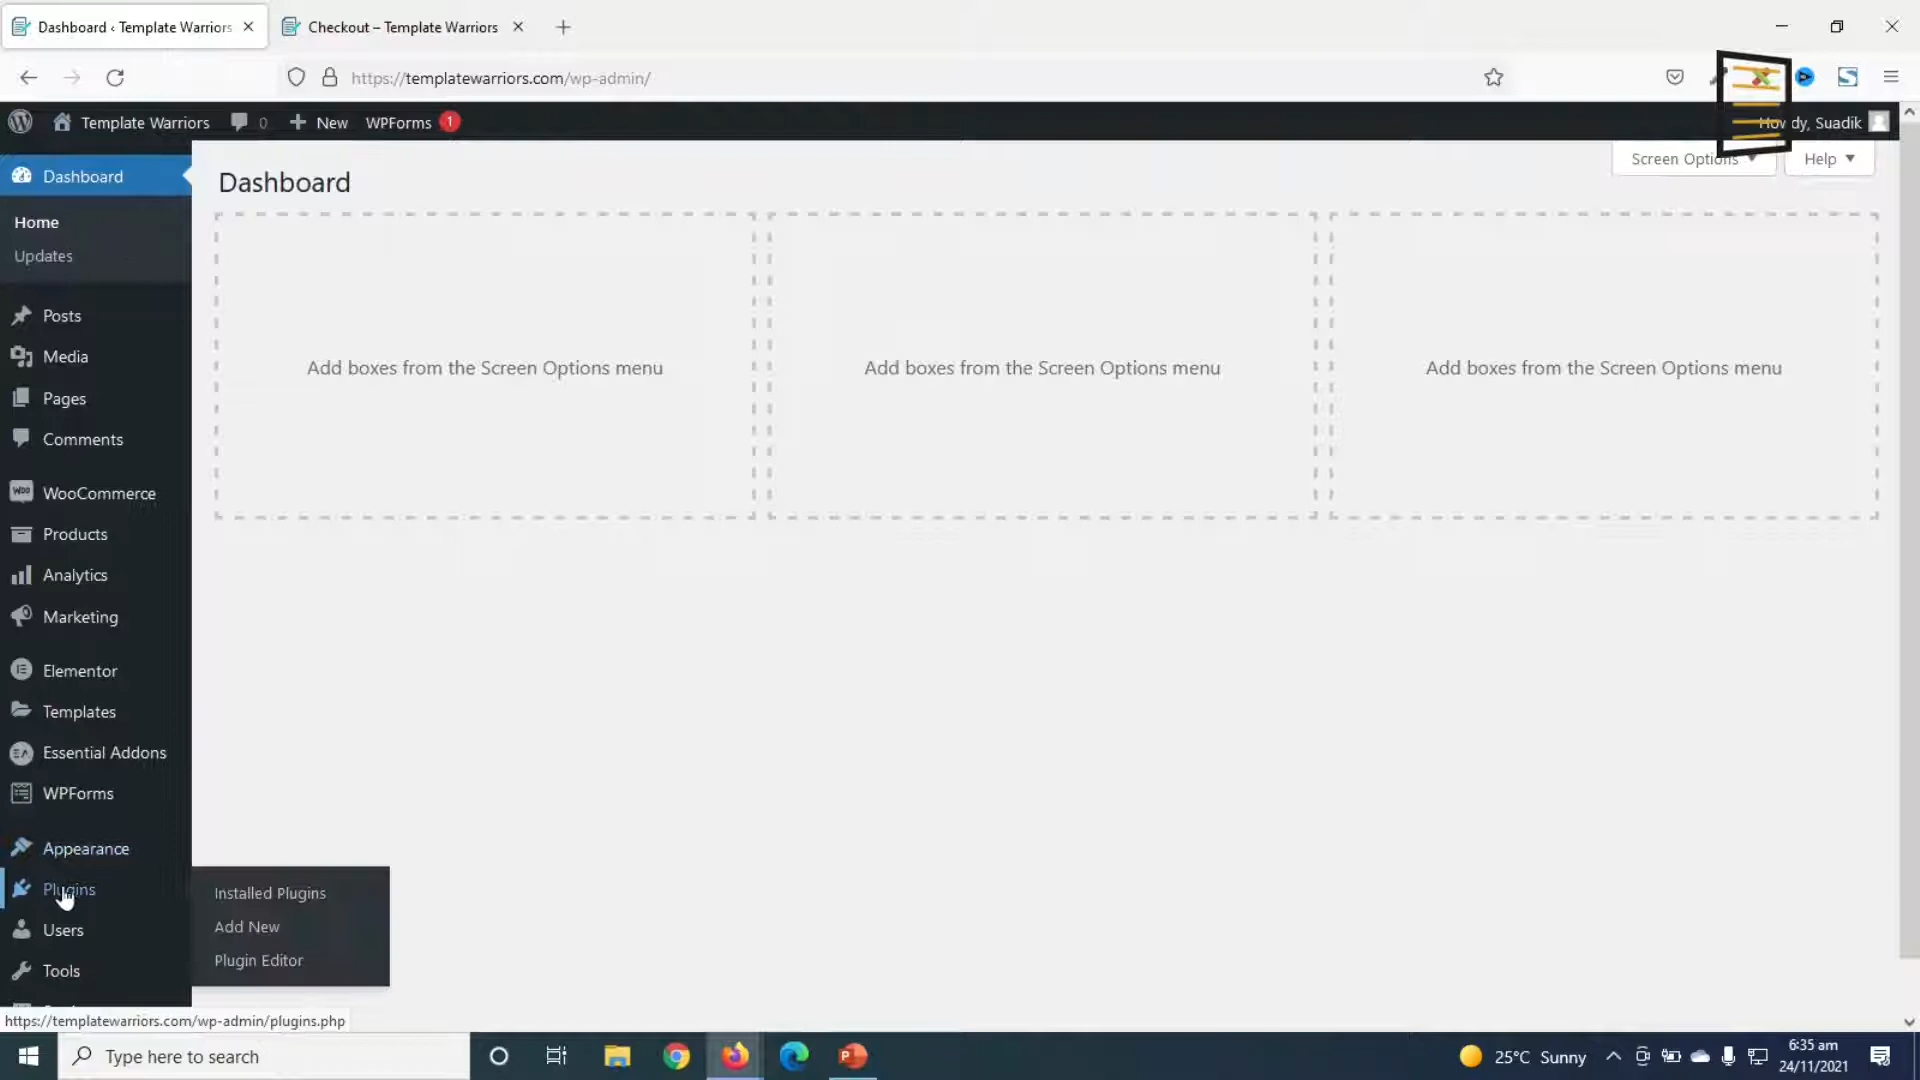 Dashboard ‹ Template Warriors
Checkout – Template Warriors
https://templatewarriors.com/wp-admin/
Template Warriors 0 New WPForms 1
Howdy, Suadik
Screen Options Help
Dashboard
Dashboard
Home
Updates
Posts
Media
Pages
Comments
WooCommerce
Products
Analytics
Marketing
Elementor
Templates
Essential Addons
WPForms
Appearance
Plugins
Users
Tools
Add boxes from the Screen Options menu
Add boxes from the Screen Options menu
Add boxes from the Screen Options menu
Installed Plugins
Add New
Plugin Editor
https://templatewarriors.com/wp-admin/plugins.php
Type here to search
25°C Sunny
6:35 am
24/11/2021